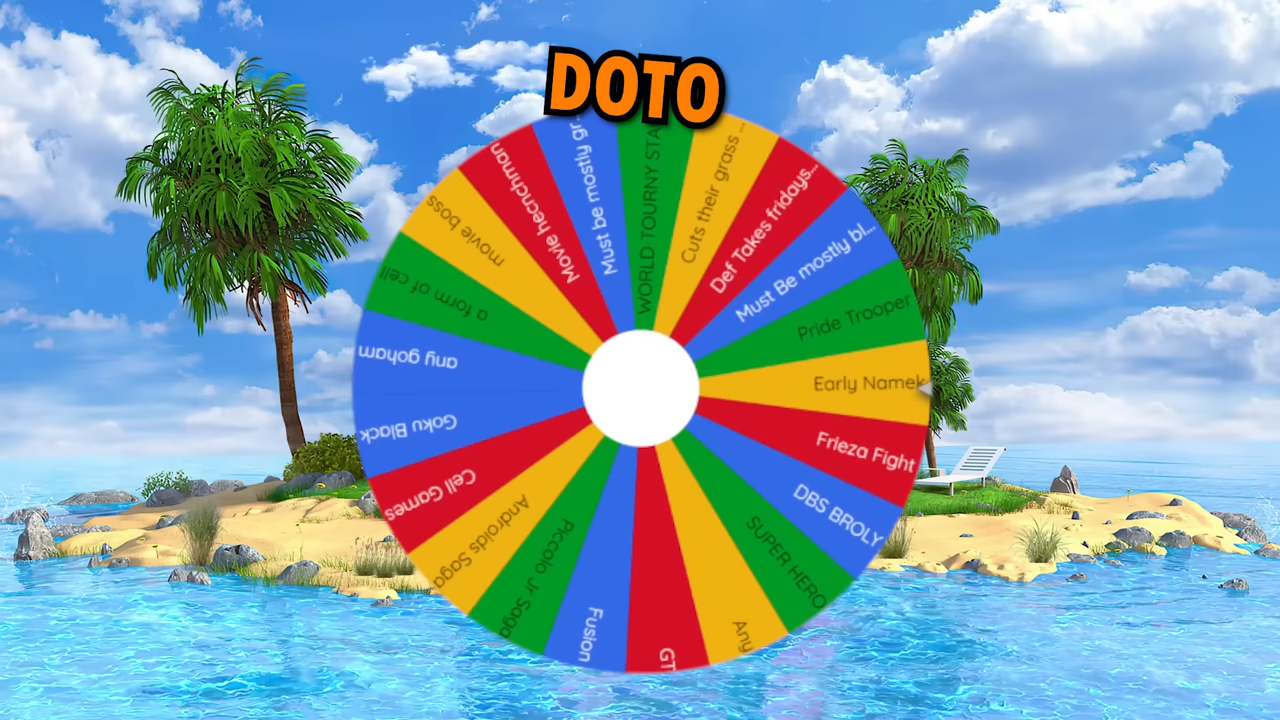 DOTO
WORLD TOURNY STA
Cuts their grass ...
Def Takes fridays...
Must Be mostly bl...
Pride Trooper
Early Namek
Frieza Fight
DBS BROLY
SUPER HERO
Any
GT
Fusion
Piccolo Jr Saga
Androids Saga
Cell Games
Goku Black
any goham
a form of cell
movie boss
Movie hecnchman
Must be mostly gr...